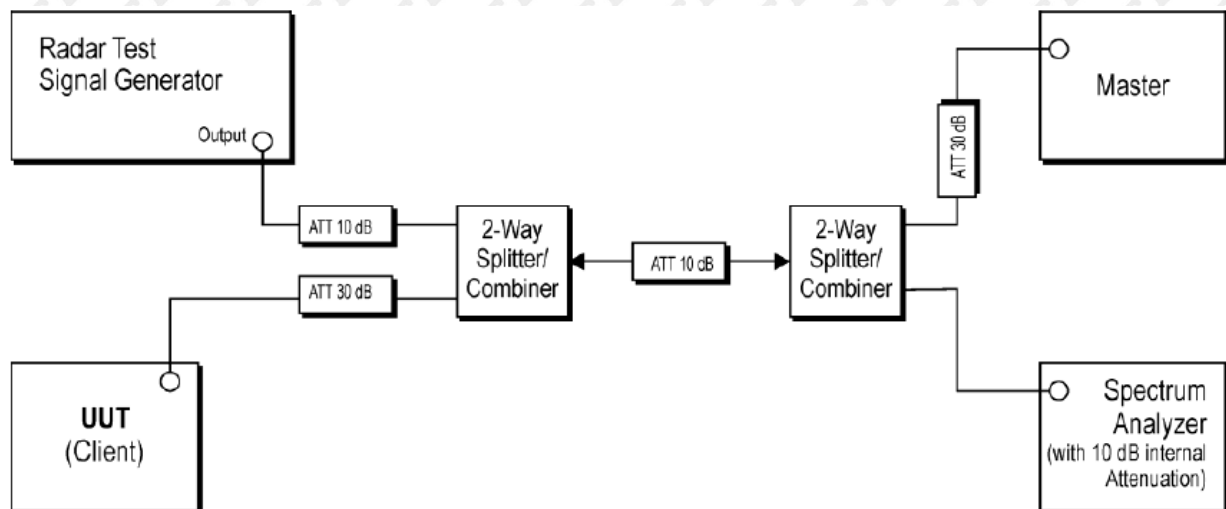 Radar Test
Signal Generator
Output
Master
ATT 30 dB
ATT 10 dB
2-Way
Splitter/
Combiner
ATT 10 dB
2-Way
Splitter/
Combiner
ATT 30 dB
UUT
(Client)
Spectrum
Analyzer
(with 10 dB internal
Attenuation)